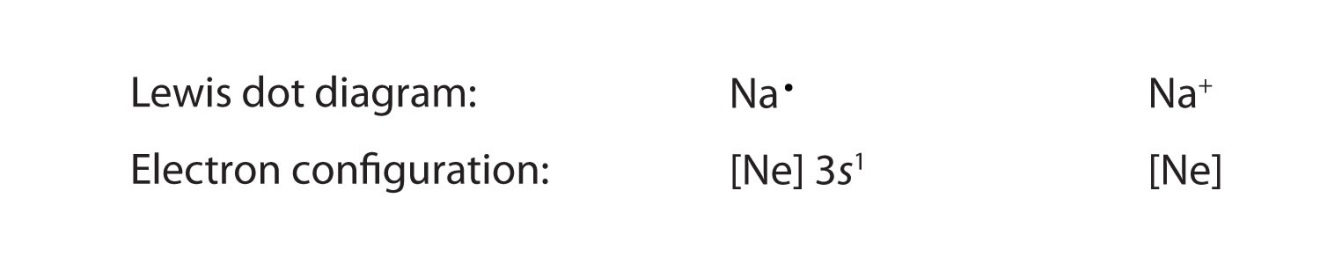 Lewis dot diagram: Na• Na⁺
Electron configuration: [Ne] 3s¹ [Ne]